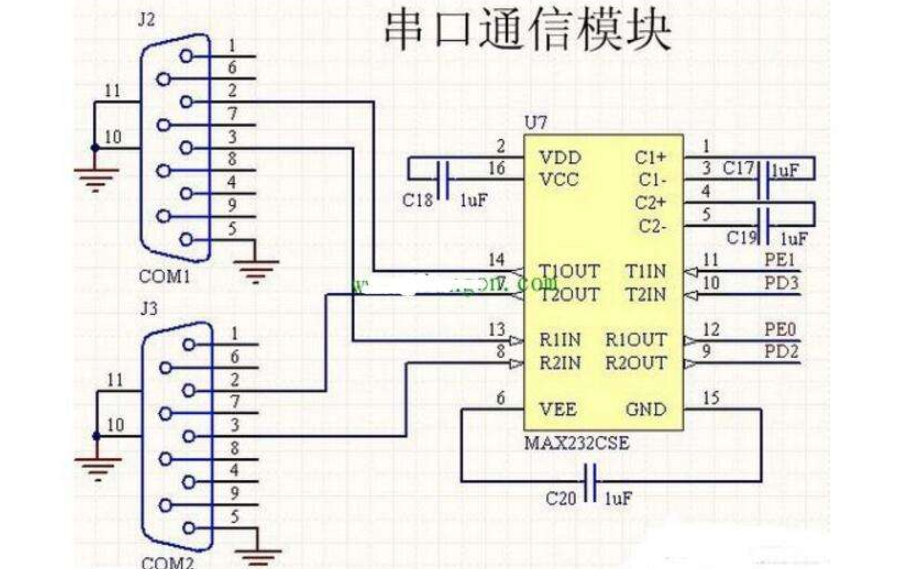 串口通信模块
J2
1
6
2
7
3
8
4
9
5
11
10
COM1
J3
1
6
2
7
3
8
4
9
5
11
10
COM2
U7
2 VDD C1+ 1
16 VCC C1- 3
C2+ 4
C2- 5
C18 1uF
C17 1uF
C19 1uF
14 T1OUT T1IN 11 PE1
7 T2OUT T2IN 10 PD3
13 R1IN R1OUT 12 PE0
8 R2IN R2OUT 9 PD2
6 VEE GND 15
MAX232CSE
C20 1uF